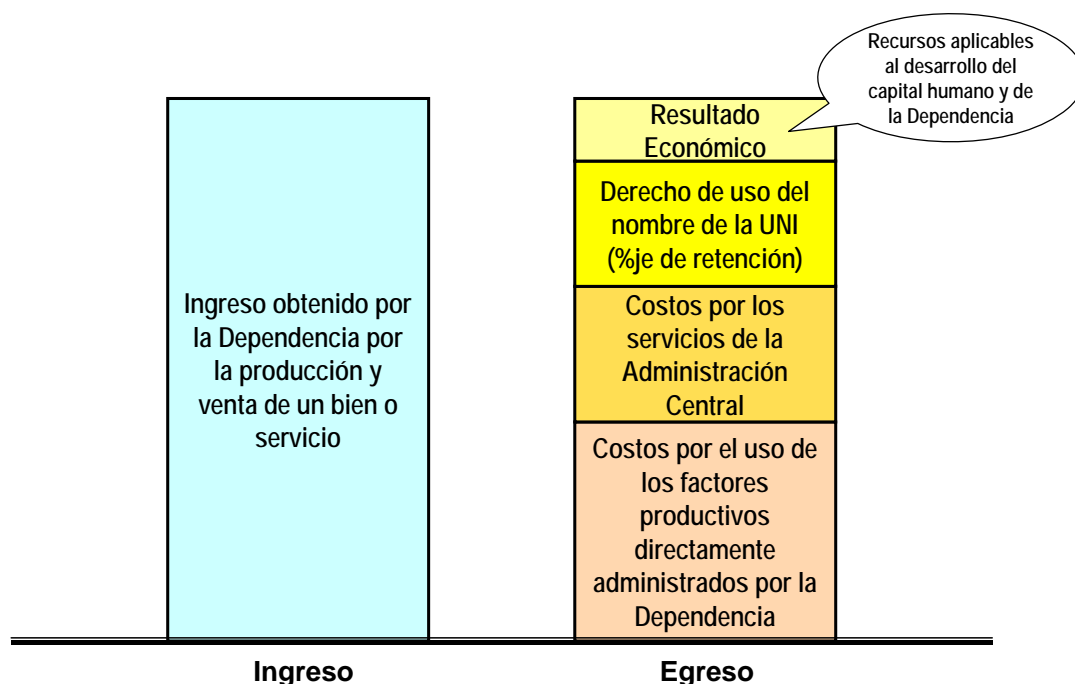 Recursos aplicables
al desarrollo del
capital humano y de
la Dependencia
Resultado
Económico
Derecho de uso del
nombre de la UNI
(%je de retención)
Ingreso obtenido por
la Dependencia por
la producción y
venta de un bien o
servicio
Costos por los
servicios de la
Administración
Central
Costos por el uso de
los factores
productivos
directamente
administrados por la
Dependencia
Ingreso
Egreso